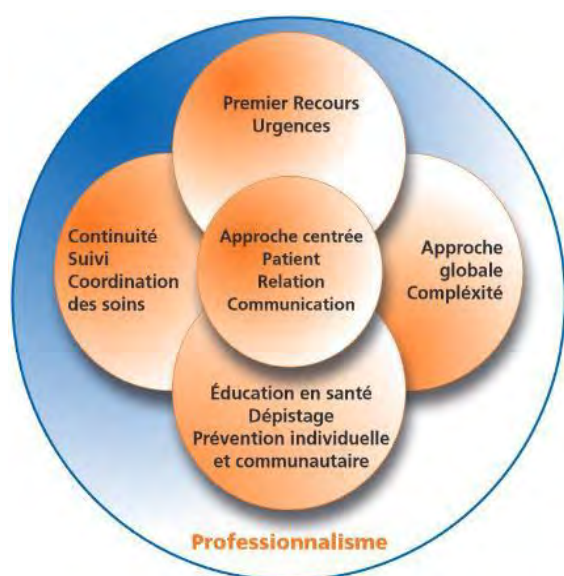 Premier Recours
Urgences
Continuité
Suivi
Coordination
des soins
Approche centrée
Patient
Relation
Communication
Approche
globale
Compléxité
Éducation en santé
Dépistage
Prévention individuelle
et communautaire
Professionnalisme